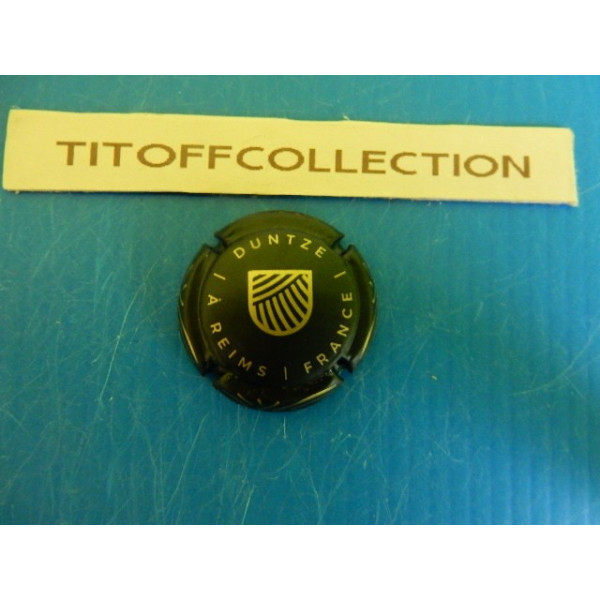 TITOFFCOLLECTION
DUNTZE | FRANCE | À REIMS |